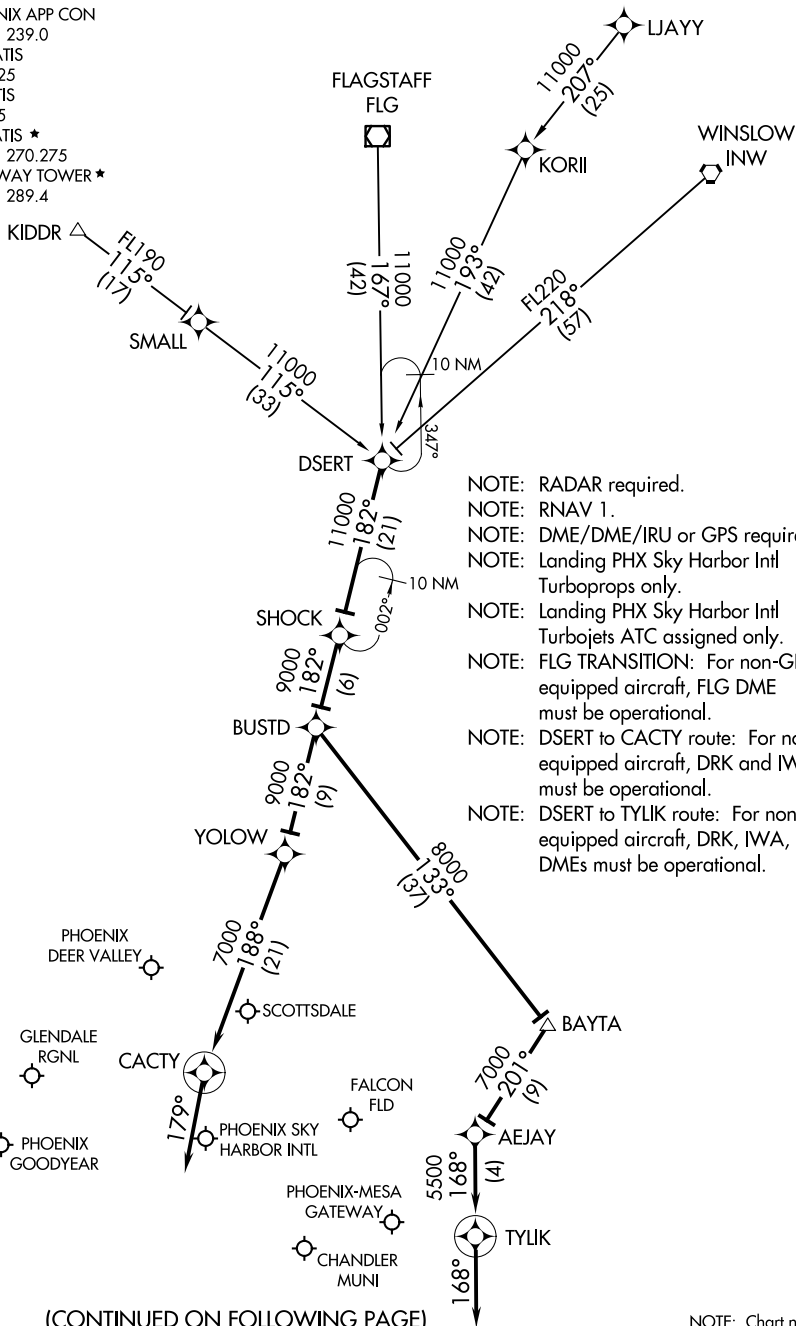 NIX APP CON
239.0
ATIS
25
TIS
5
ATIS ★
270.275
WAY TOWER ★
289.4
LJAYY
11000
207°
(25)
FLAGSTAFF
FLG
KORII
WINSLOW
INW
KIDDR
FL190
115°
(17)
SMALL
11000
167°
(42)
11000
193°
(42)
FL220
218°
(57)
11000
115°
(33)
10 NM
347°
DSERT
11000
182°
(21)
NOTE: RADAR required.
NOTE: RNAV 1.
NOTE: DME/DME/IRU or GPS requir
NOTE: Landing PHX Sky Harbor Intl
Turboprops only.
NOTE: Landing PHX Sky Harbor Intl
Turbojets ATC assigned only.
NOTE: FLG TRANSITION: For non-G
equipped aircraft, FLG DME
must be operational.
NOTE: DSERT to CACTY route: For no
equipped aircraft, DRK and IW
must be operational.
NOTE: DSERT to TYLIK route: For non
equipped aircraft, DRK, IWA,
DMEs must be operational.
10 NM
002°
SHOCK
9000
182°
(6)
BUSTD
9000
182°
(9)
YOLOW
8000
133°
(37)
7000
188°
(21)
PHOENIX
DEER VALLEY
SCOTTSDALE
BAYTA
GLENDALE
RGNL
CACTY
7000
201°
(9)
FALCON
FLD
179°
PHOENIX SKY
HARBOR INTL
AEJAY
PHOENIX
GOODYEAR
5500
168°
(4)
PHOENIX-MESA
GATEWAY
TYLIK
CHANDLER
MUNI
168°
(CONTINUED ON FOLLOWING PAGE)
NOTE: Chart n